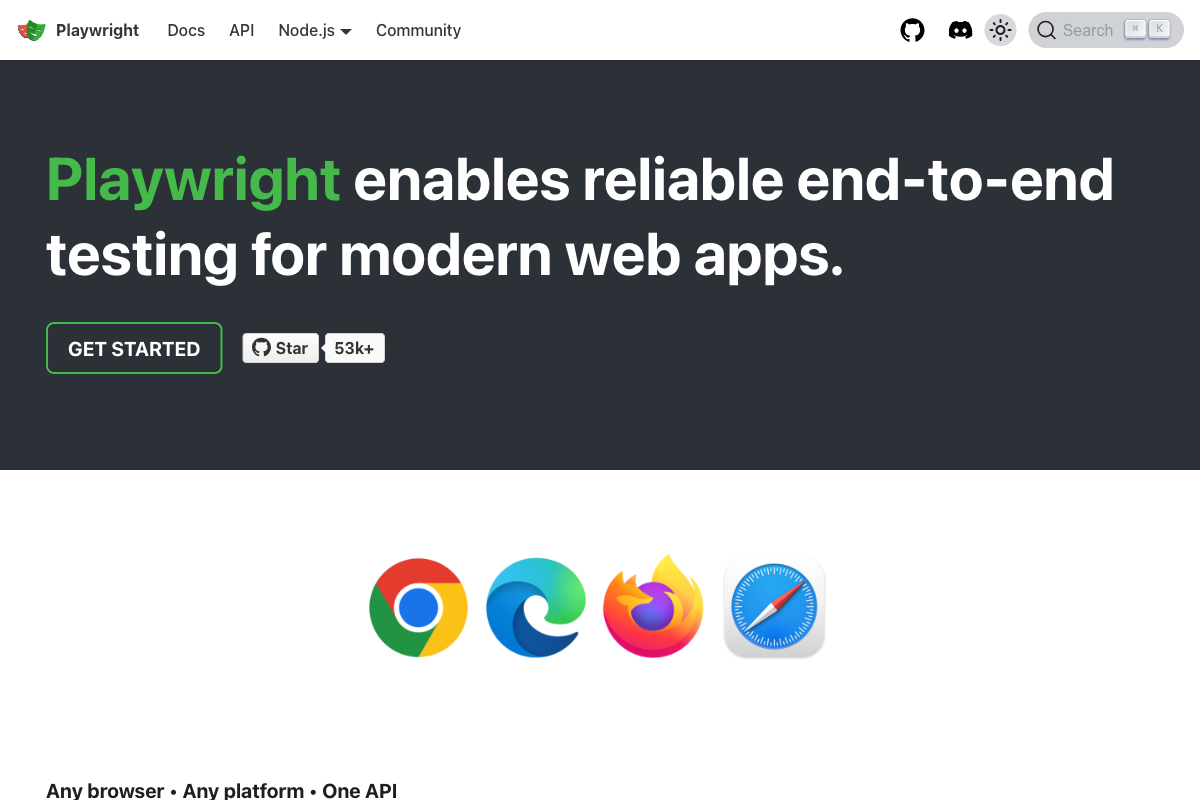 Playwright Docs API Node.js Community Search ⌘ K
Playwright enables reliable end-to-end
testing for modern web apps.
GET STARTED Star 53k+
Any browser • Any platform • One API